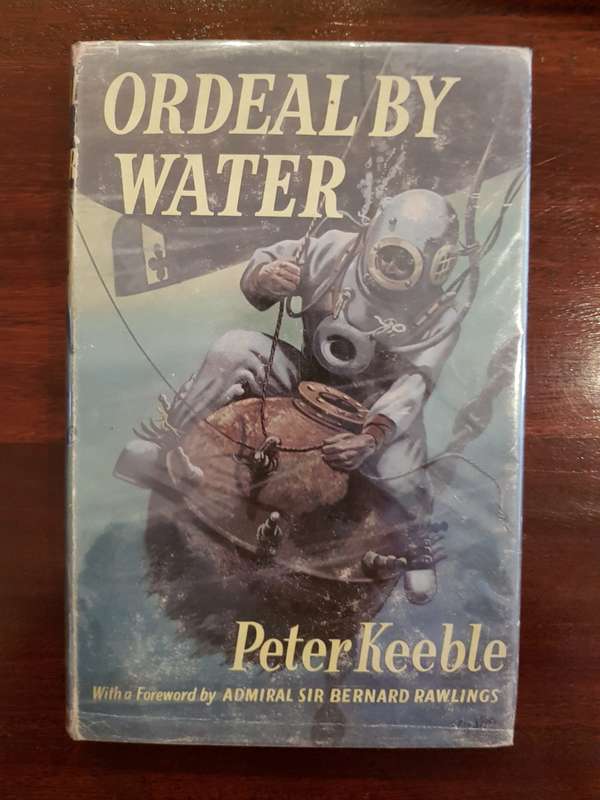 ORDEAL BY
WATER
Peter Keeble
With a Foreword by ADMIRAL SIR BERNARD RAWLINGS